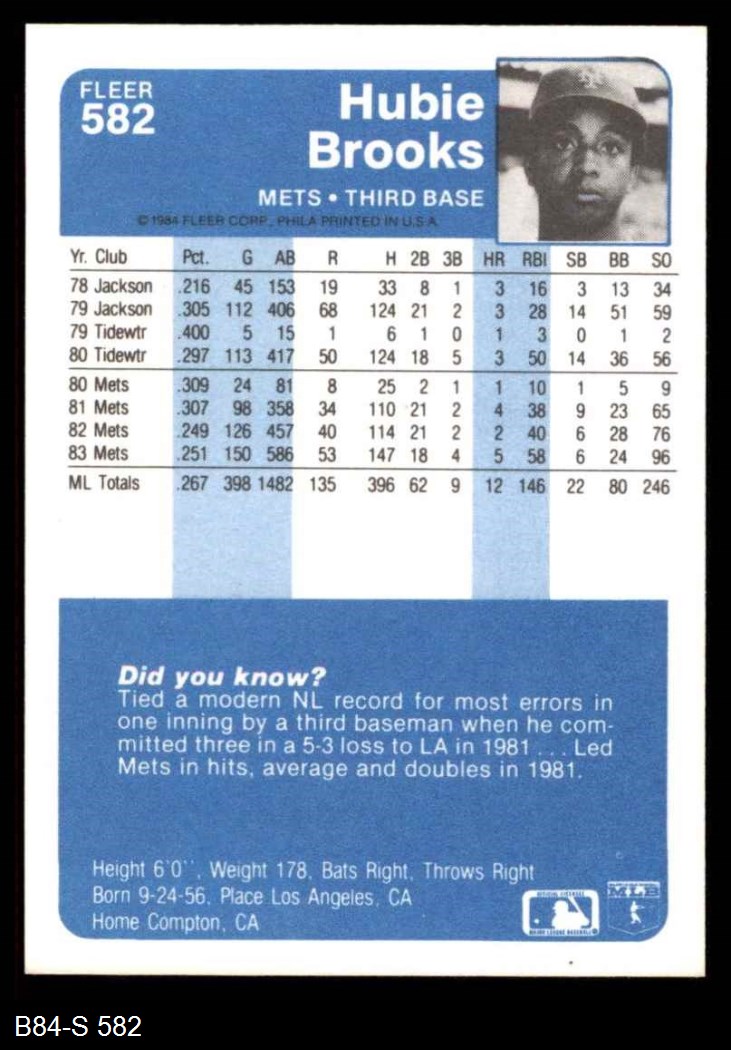 FLEER
582
Hubie
Brooks
METS • THIRD BASE
© 1984 FLEER CORP., PHILA PRINTED IN U.S.A.
Yr. Club Pct. G AB R H 2B 3B HR RBI SB BB SO
78 Jackson .216 45 153 19 33 8 1 3 16 3 13 34
79 Jackson .305 112 406 68 124 21 2 3 28 14 51 59
79 Tidewtr .400 5 15 1 6 1 0 1 3 0 1 2
80 Tidewtr .297 113 417 50 124 18 5 3 50 14 36 56
80 Mets .309 24 81 8 25 2 1 1 10 1 5 9
81 Mets .307 98 358 34 110 21 2 4 38 9 23 65
82 Mets .249 126 457 40 114 21 2 2 40 6 28 76
83 Mets .251 150 586 53 147 18 4 5 58 6 24 96
ML Totals .267 398 1482 135 396 62 9 12 146 22 80 246
Did you know?
Tied a modern NL record for most errors in
one inning by a third baseman when he com-
mitted three in a 5-3 loss to LA in 1981 . . . Led
Mets in hits, average and doubles in 1981.
Height 6'0'', Weight 178, Bats Right, Throws Right
Born 9-24-56, Place Los Angeles, CA
Home Compton, CA
MLB
MAJOR LEAGUE BASEBALL
B84-S 582